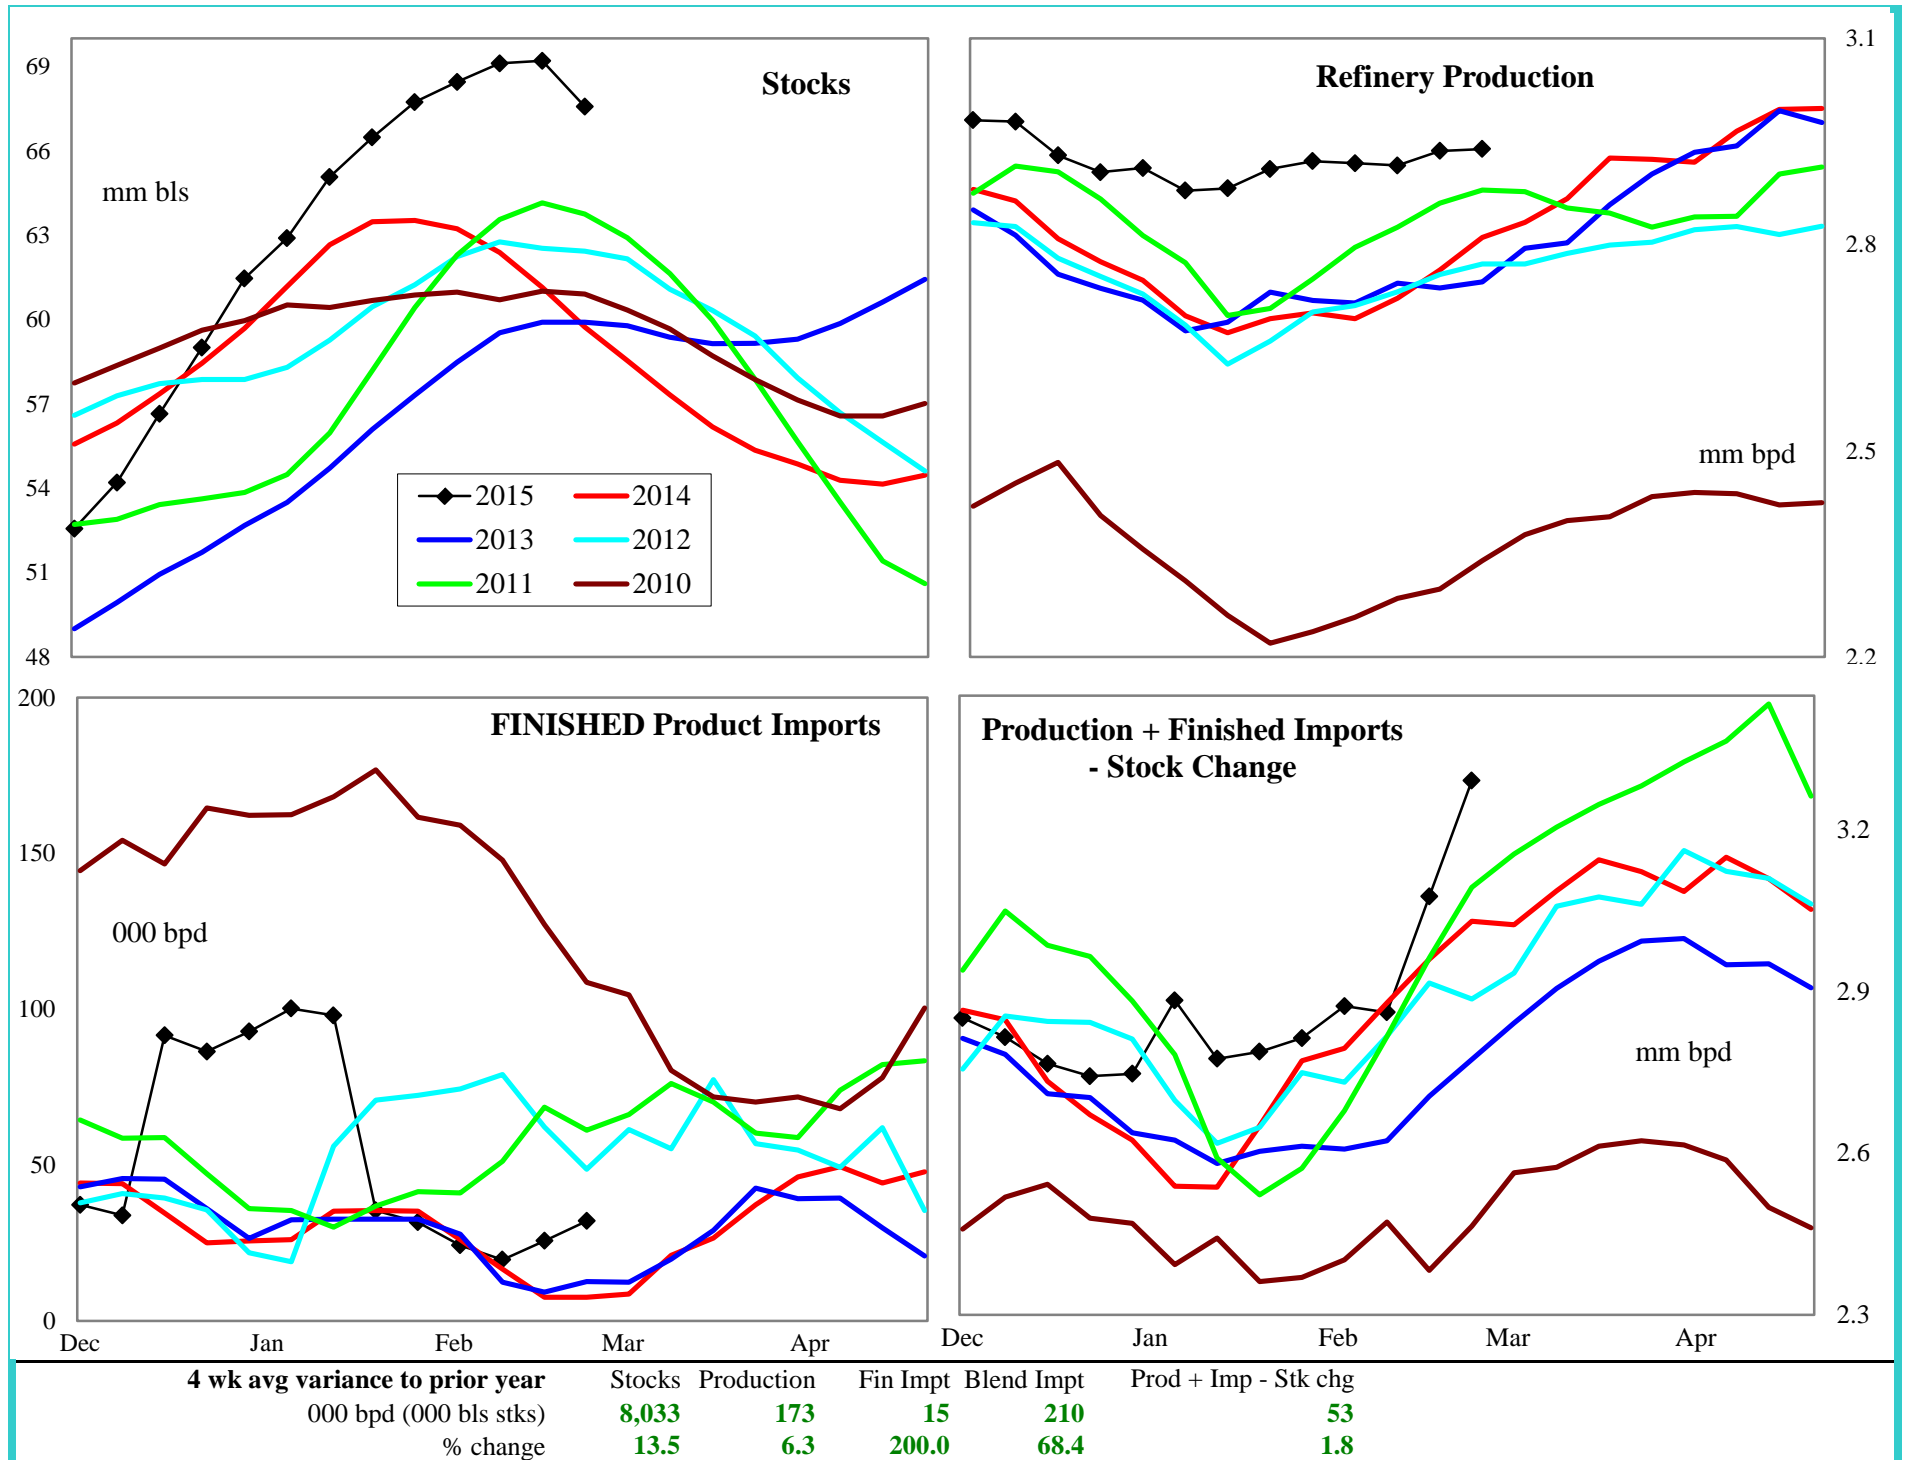 Stocks
69
66
63
60
57
54
51
48
mm bls
2015
2014
2013
2012
2011
2010
Refinery Production
3.1
2.8
2.5
2.2
mm bpd
FINISHED Product Imports
200
150
100
50
0
000 bpd
Dec Jan Feb Mar Apr
Production + Finished Imports
- Stock Change
3.2
2.9
2.6
2.3
mm bpd
Dec Jan Feb Mar Apr
4 wk avg variance to prior year Stocks Production Fin Impt Blend Impt Prod + Imp - Stk chg
000 bpd (000 bls stks) 8,033 173 15 210 53
% change 13.5 6.3 200.0 68.4 1.8